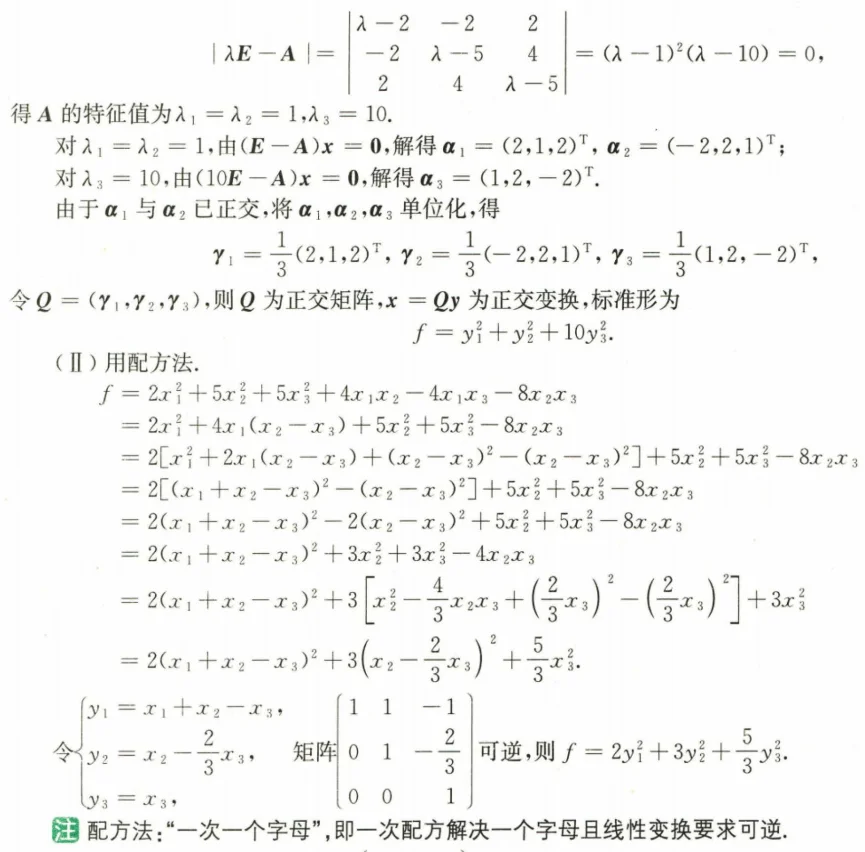 $|\lambda E-A|=\begin{vmatrix}\lambda-2&-2&2\\-2&\lambda-5&4\\2&4&\lambda-5\end{vmatrix}=(\lambda-1)^2(\lambda-10)=0,$
得 A 的特征值为 $\lambda_1=\lambda_2=1,\lambda_3=10.$
对 $\lambda_1=\lambda_2=1$,由$(E-A)x=0$,解得 $\alpha_1=(2,1,2)^T,\alpha_2=(-2,2,1)^T$;
对 $\lambda_3=10$,由$(10E-A)x=0$,解得 $\alpha_3=(1,2,-2)^T.$
由于 $\alpha_1$ 与 $\alpha_2$ 已正交,将 $\alpha_1,\alpha_2,\alpha_3$ 单位化,得
$\gamma_1=\frac{1}{3}(2,1,2)^T,\gamma_2=\frac{1}{3}(-2,2,1)^T,\gamma_3=\frac{1}{3}(1,2,-2)^T,$
令 $Q=(\gamma_1,\gamma_2,\gamma_3)$,则 Q 为正交矩阵,$x=Qy$ 为正交变换,标准形为
$f=y_1^2+y_2^2+10y_3^2.$
(Ⅱ)用配方法.
$f=2x_1^2+5x_2^2+5x_3^2+4x_1x_2-4x_1x_3-8x_2x_3$
$=2x_1^2+4x_1(x_2-x_3)+5x_2^2+5x_3^2-8x_2x_3$
$=2[x_1^2+2x_1(x_2-x_3)+(x_2-x_3)^2-(x_2-x_3)^2]+5x_2^2+5x_3^2-8x_2x_3$
$=2[(x_1+x_2-x_3)^2-(x_2-x_3)^2]+5x_2^2+5x_3^2-8x_2x_3$
$=2(x_1+x_2-x_3)^2-2(x_2-x_3)^2+5x_2^2+5x_3^2-8x_2x_3$
$=2(x_1+x_2-x_3)^2+3x_2^2+3x_3^2-4x_2x_3$
$=2(x_1+x_2-x_3)^2+3\left[x_2^2-\frac{4}{3}x_2x_3+\left(\frac{2}{3}x_3\right)^2-\left(\frac{2}{3}x_3\right)^2\right]+3x_3^2$
$=2(x_1+x_2-x_3)^2+3\left(x_2-\frac{2}{3}x_3\right)^2+\frac{5}{3}x_3^2.$
令$\begin{cases}y_1=x_1+x_2-x_3,\\y_2=x_2-\frac{2}{3}x_3,\\y_3=x_3,\end{cases}$ 矩阵$\begin{bmatrix}1&1&-1\\0&1&-\frac{2}{3}\\0&0&1\end{bmatrix}$可逆,则 $f=2y_1^2+3y_2^2+\frac{5}{3}y_3^2.$
注 配方法:“一次一个字母”,即一次配方解决一个字母且线性变换要求可逆.